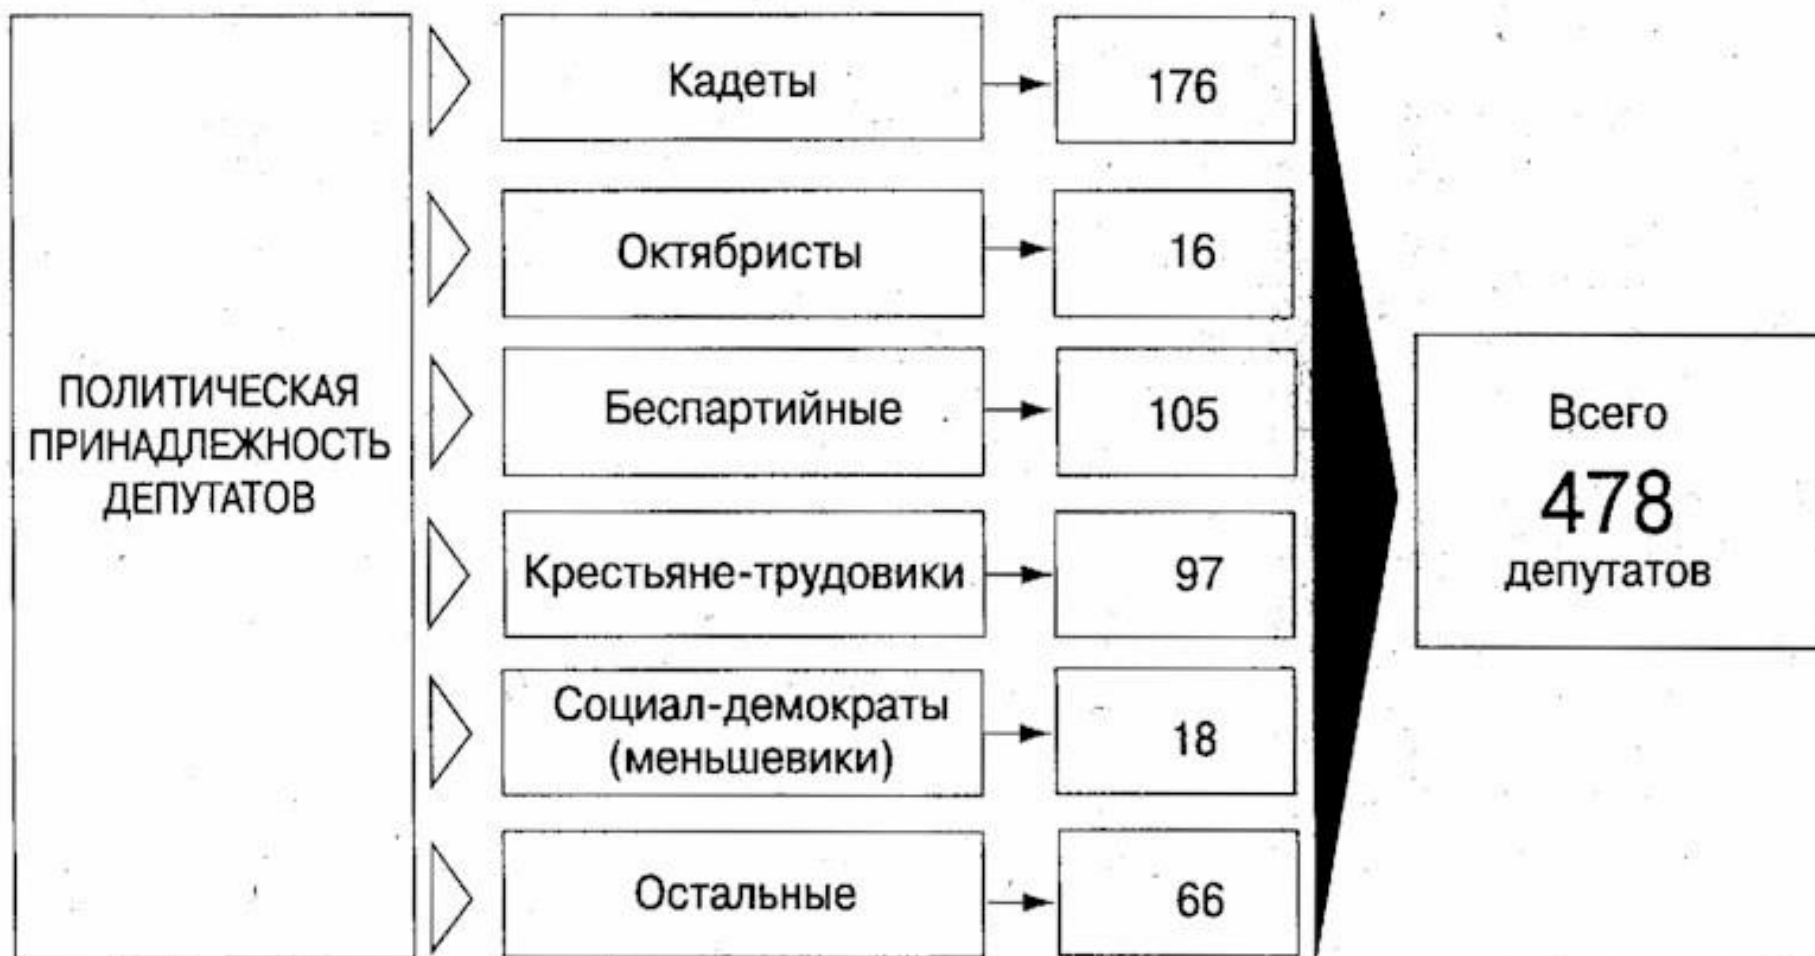 ПОЛИТИЧЕСКАЯ
ПРИНАДЛЕЖНОСТЬ
ДЕПУТАТОВ
Кадеты
176
Октябристы
16
Беспартийные
105
Крестьяне-трудовики
97
Социал-демократы
(меньшевики)
18
Остальные
66
Всего
478
депутатов